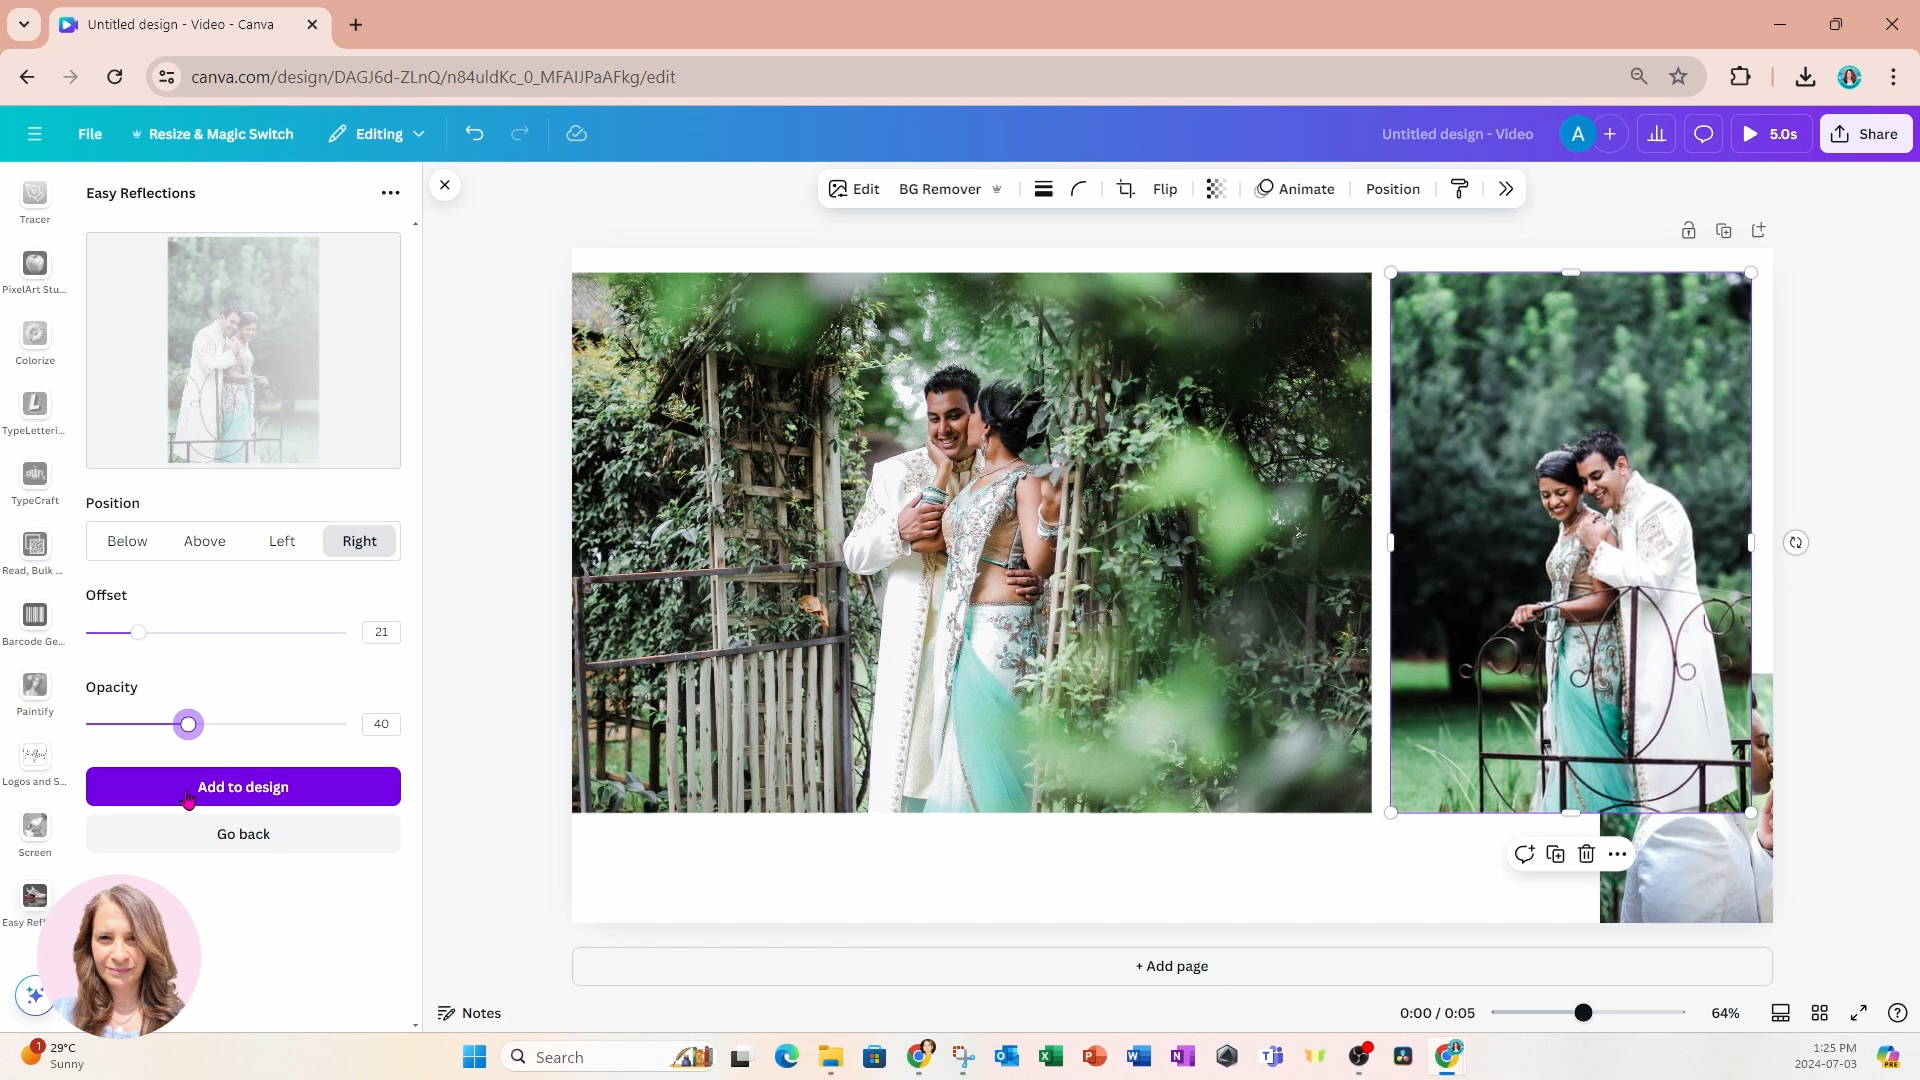 Untitled design - Video - Canva
canva.com/design/DAGJ6d-ZLnQ/n84uldKc_0_MFAIJPaAFkg/edit
File
Resize & Magic Switch
Editing
Untitled design - Video
A
5.0s
Share
Tracer
PixelArt Stu...
Colorize
TypeLetteri...
TypeCraft
Read, Bulk ...
Barcode Ge...
Paintify
Logos and S...
Screen
Easy Ref
Easy Reflections
Position
Below
Above
Left
Right
Offset
21
Opacity
40
Add to design
Go back
Edit
BG Remover
Flip
Animate
Position
+ Add page
Notes
0:00 / 0:05
64%
1
29°C
Sunny
Search
1:25 PM
2024-07-03
PRE